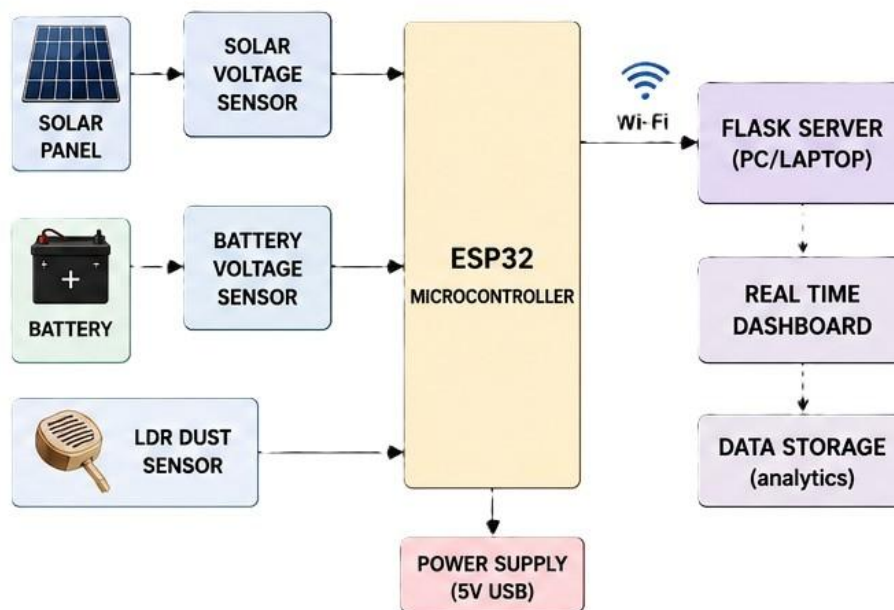 SOLAR
PANEL
SOLAR
VOLTAGE
SENSOR
BATTERY
BATTERY
VOLTAGE
SENSOR
LDR DUST
SENSOR
ESP32
MICROCONTROLLER
POWER SUPPLY
(5V USB)
Wi-Fi
FLASK SERVER
(PC/LAPTOP)
REAL TIME
DASHBOARD
DATA STORAGE
(analytics)